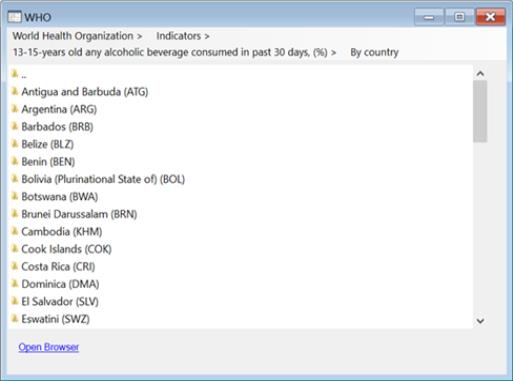 WHO
World Health Organization > Indicators >
13-15-years old any alcoholic beverage consumed in past 30 days, (%) > By country
..
Antigua and Barbuda (ATG)
Argentina (ARG)
Barbados (BRB)
Belize (BLZ)
Benin (BEN)
Bolivia (Plurinational State of) (BOL)
Botswana (BWA)
Brunei Darussalam (BRN)
Cambodia (KHM)
Cook Islands (COK)
Costa Rica (CRI)
Dominica (DMA)
El Salvador (SLV)
Eswatini (SWZ)
Open Browser